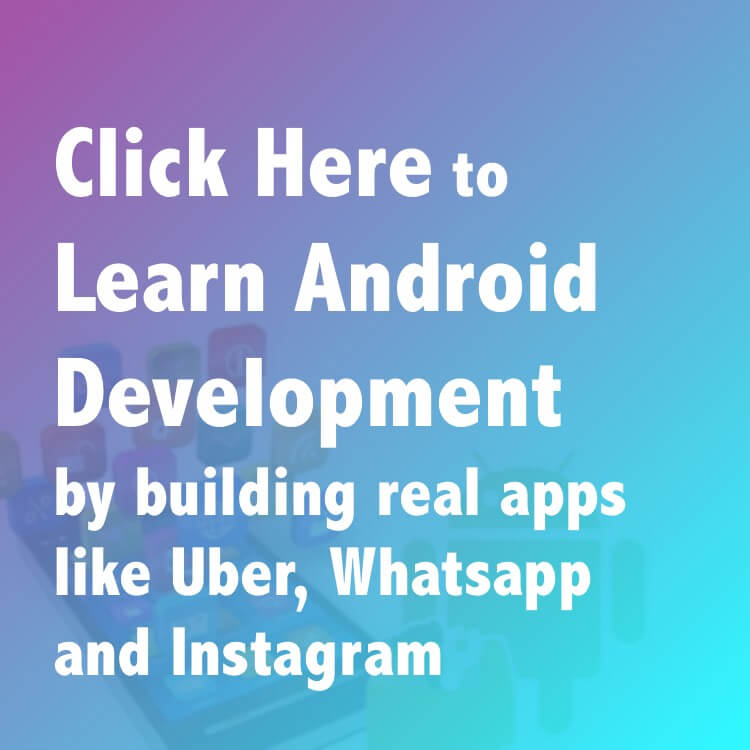 Click Here to
Learn Android
Development
by building real apps
like Uber, Whatsapp
and Instagram